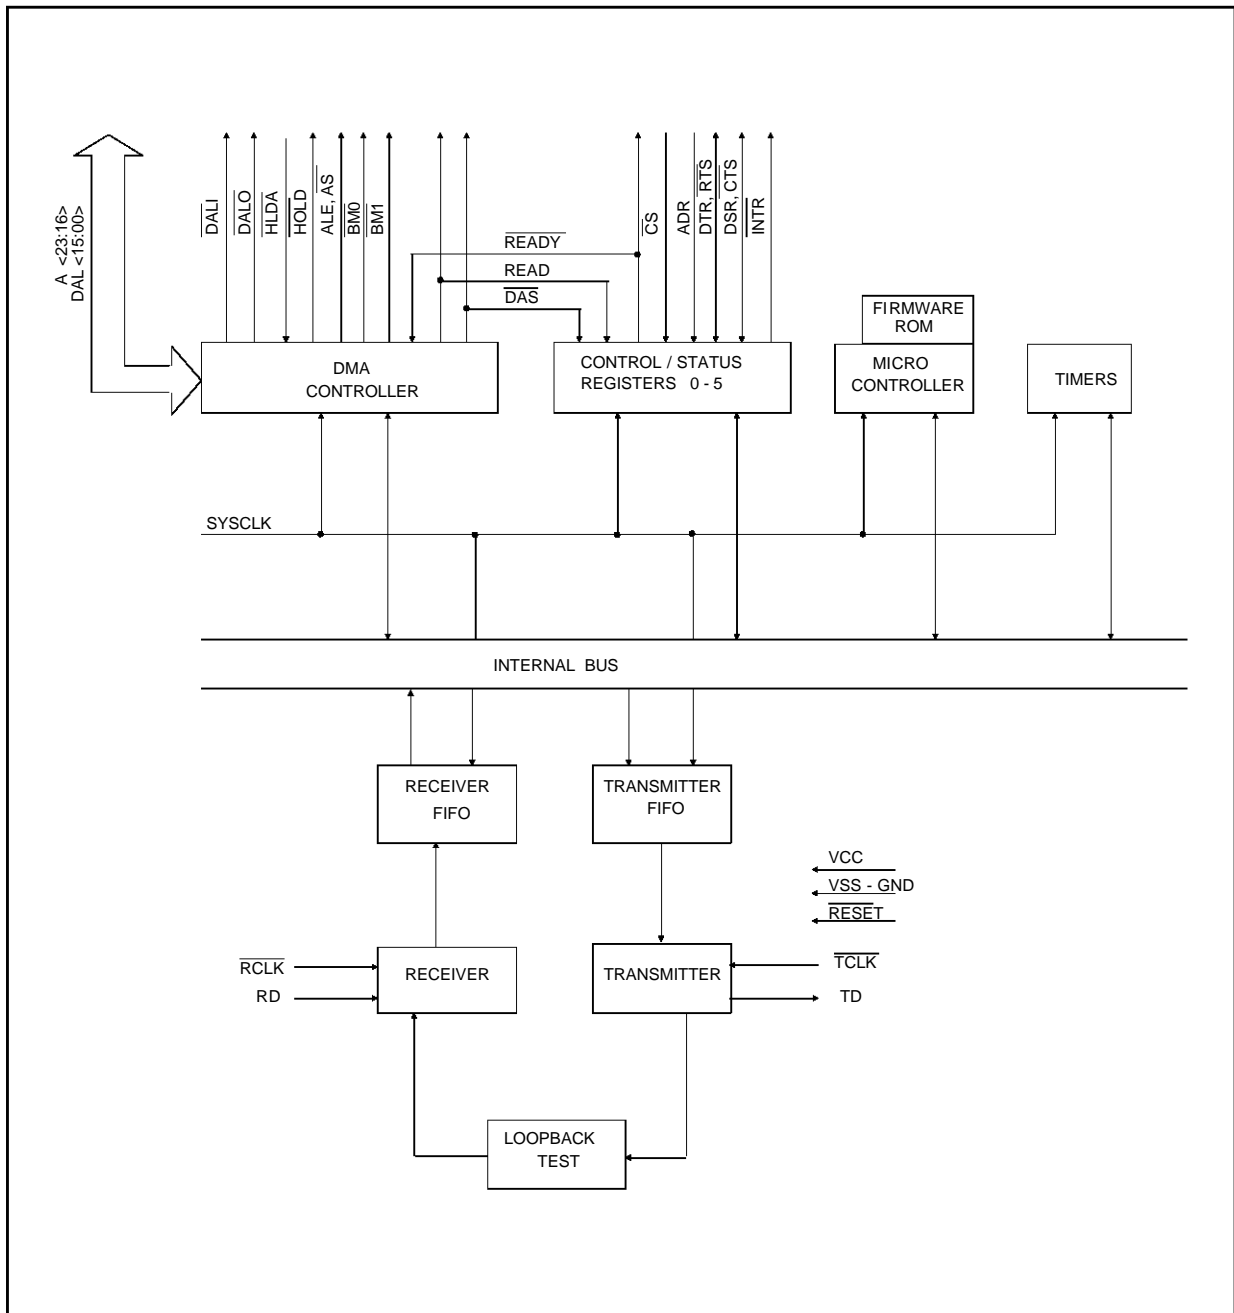 A <23:16>
DAL <15:00>
DALI
DALO
HLDA
HOLD
ALE, AS
BM0
BM1
READY
READ
DAS
CS
ADR
DTR, RTS
DSR, CTS
INTR
DMA
CONTROLLER
CONTROL / STATUS
REGISTERS 0 - 5
FIRMWARE
ROM
MICRO
CONTROLLER
TIMERS
SYSCLK
INTERNAL BUS
RECEIVER
FIFO
TRANSMITTER
FIFO
VCC
VSS - GND
RESET
RCLK
RD
RECEIVER
TRANSMITTER
TCLK
TD
LOOPBACK
TEST